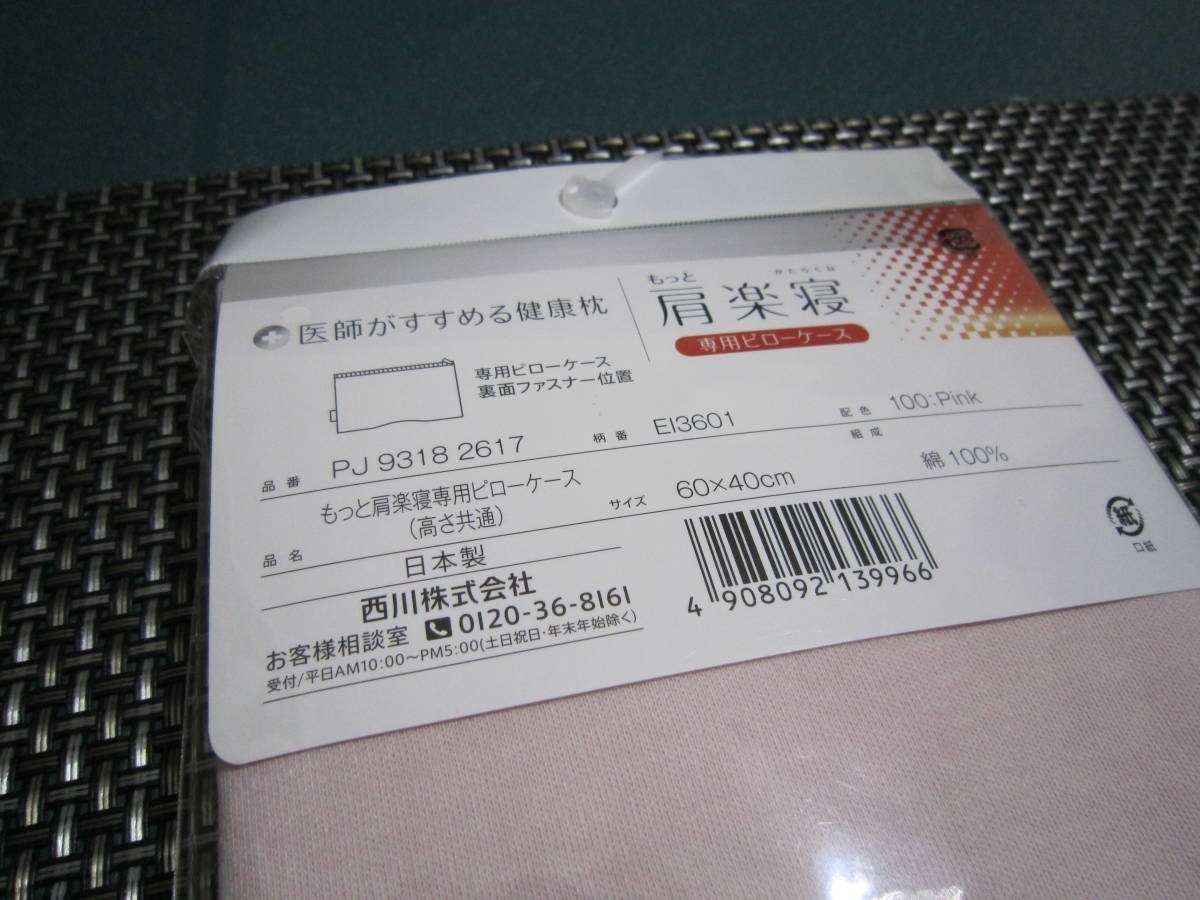 医師がすすめる健康枕
もっと
かたらくね
肩楽寝
専用ピローケース
専用ピローケース
裏面ファスナー位置
品番 PJ 9318 2617 柄番 EI3601 配色 100:Pink
品名 もっと肩楽寝専用ピローケース
(高さ共通)
サイズ 60×40cm 組成 綿100%
日本製
西川株式会社
お客様相談室 0120-36-8161
受付/平日AM10:00〜PM5:00(土日祝日・年末年始除く)
4 908092 139966
紙
口紙